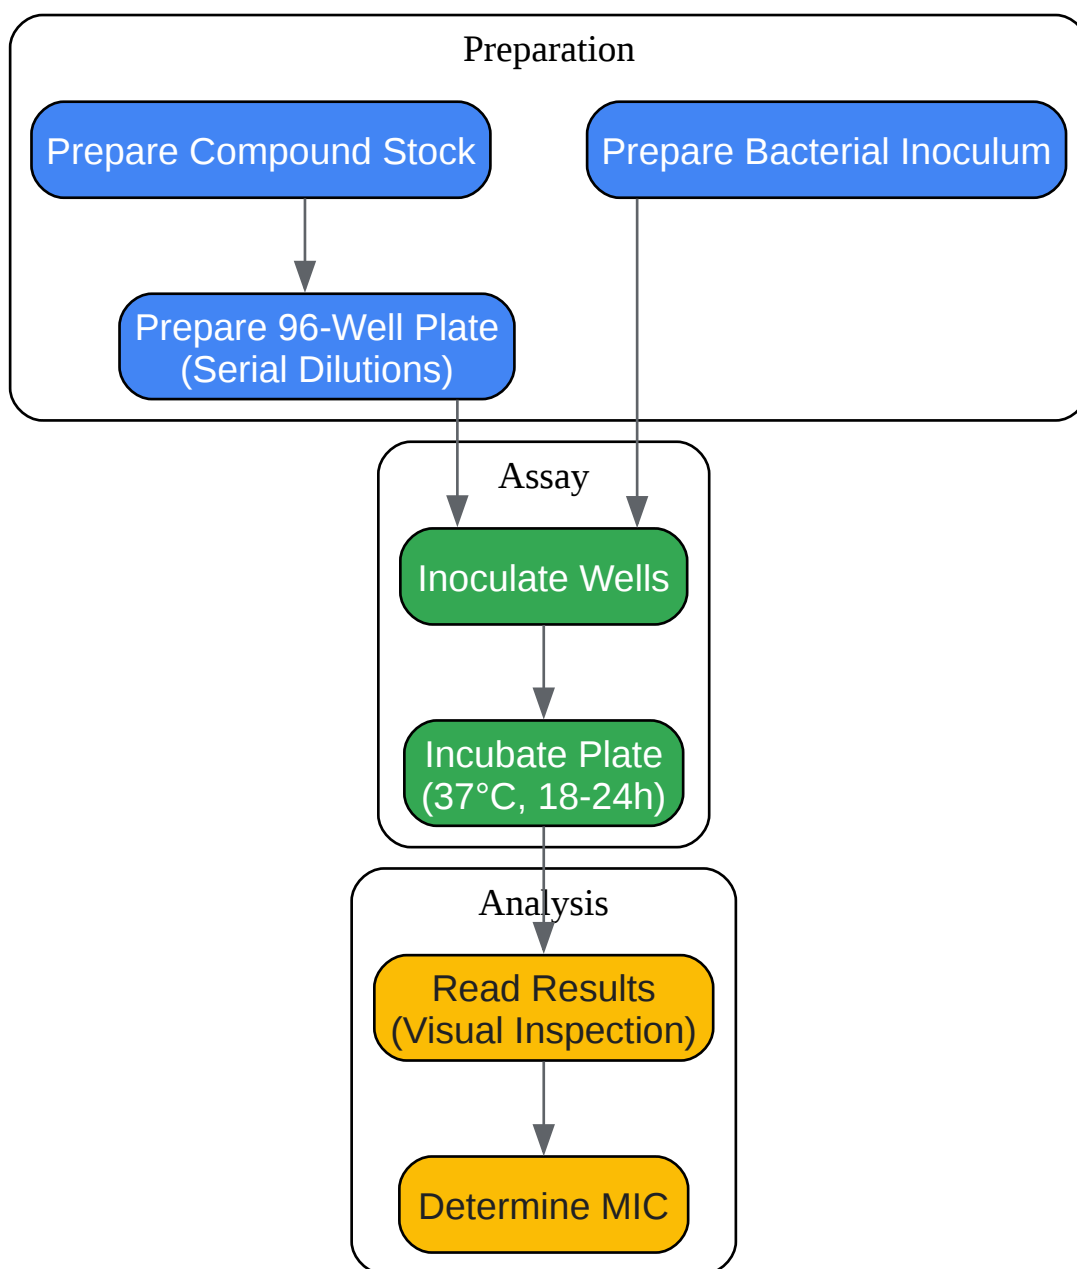 Preparation
Prepare Compound Stock
Prepare Bacterial Inoculum
Prepare 96-Well Plate
(Serial Dilutions)
Assay
Inoculate Wells
Incubate Plate
(37°C, 18-24h)
Analysis
Read Results
(Visual Inspection)
Determine MIC